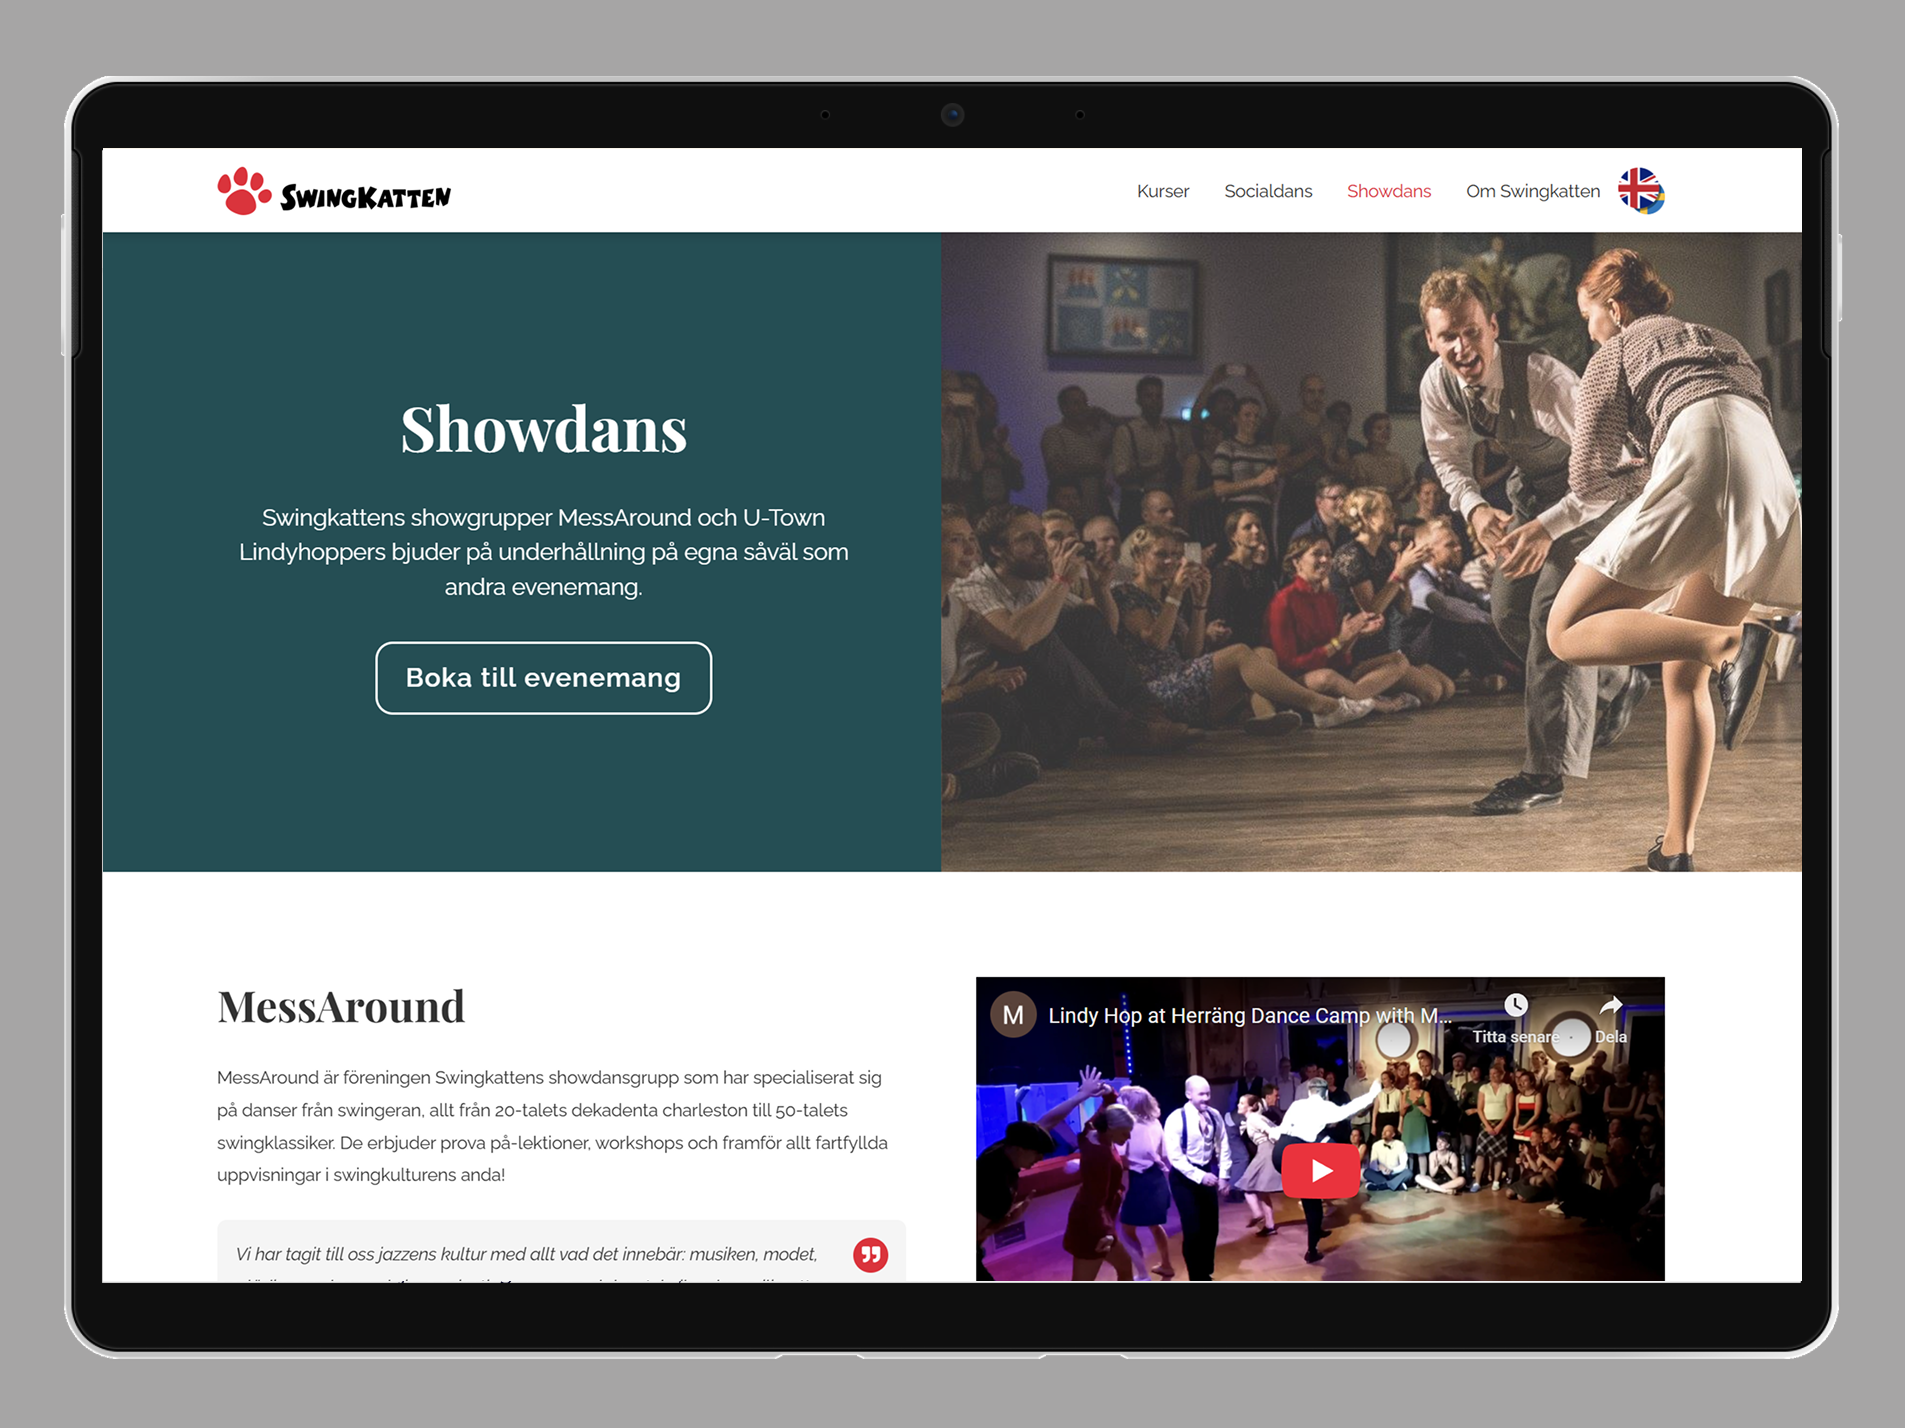 SWINGKATTEN
Kurser Socialdans Showdans Om Swingkatten
Showdans
Swingkattens showgrupper MessAround och U-Town
Lindyhoppers bjuder på underhållning på egna såväl som
andra evenemang.
Boka till evenemang
MessAround
MessAround är föreningen Swingkattens showdansgrupp som har specialiserat sig
på danser från swingeran, allt från 20-talets dekadenta charleston till 50-talets
swingklassiker. De erbjuder prova på-lektioner, workshops och framför allt fartfyllda
uppvisningar i swingkulturens anda!
Vi har tagit till oss jazzens kultur med allt vad det innebär: musiken, modet,
M Lindy Hop at Herräng Dance Camp with M...
Titta senare
Dela